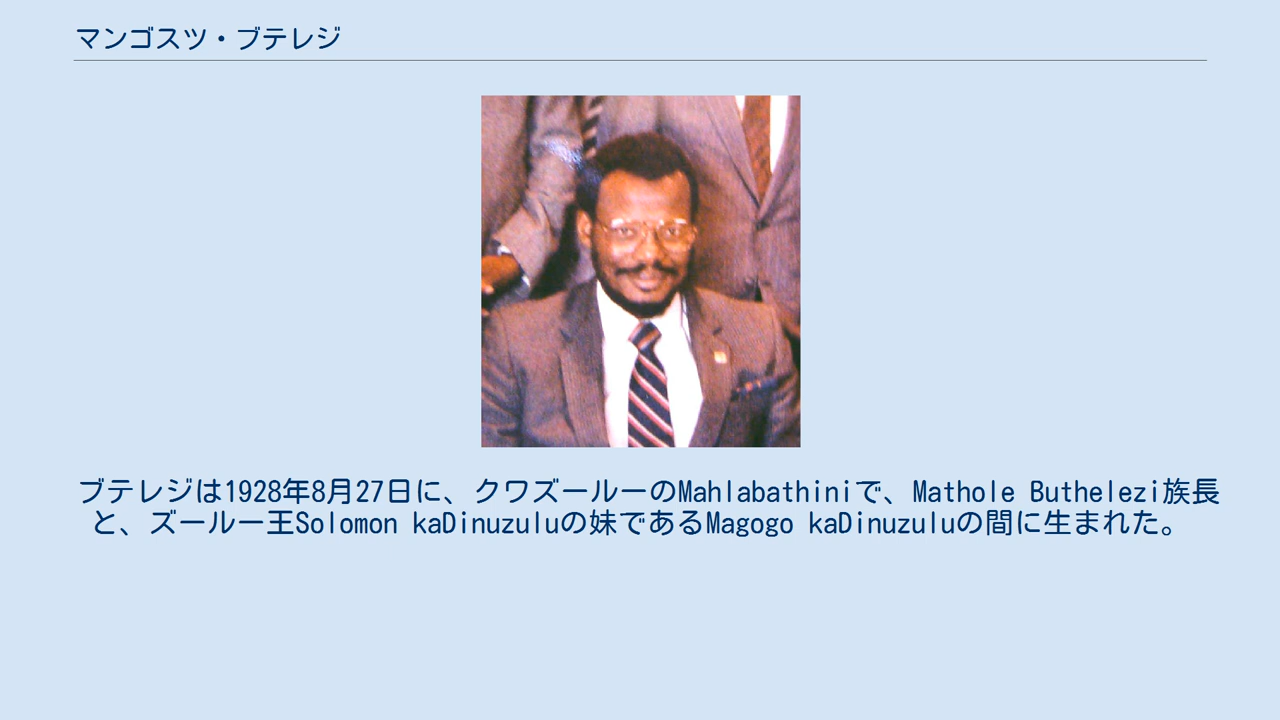 マンゴスツ・ブテレジ
ブテレジは1928年8月27日に、クワズールーのMahlabathiniで、Mathole Buthelezi族長
と、ズールー王Solomon kaDinuzuluの妹であるMagogo kaDinuzuluの間に生まれた。